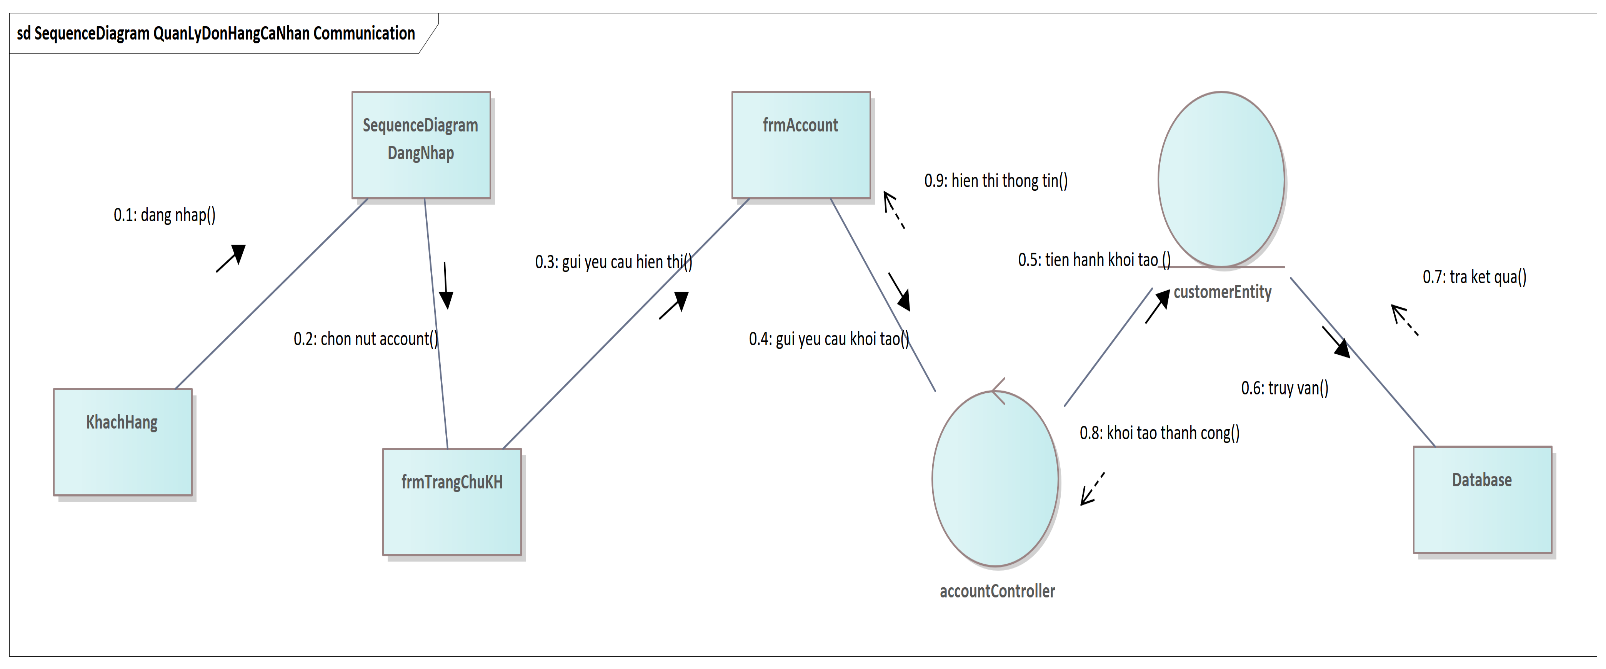 sd SequenceDiagram QuanLyDonHangCaNhan Communication
SequenceDiagram
DangNhap
frmAccount
0.9: hien thi thong tin()
0.1: dang nhap()
0.3: gui yeu cau hien thi()
0.5: tien hanh khoi tao ()
customerEntity
0.7: tra ket qua()
0.2: chon nut account()
0.4: gui yeu cau khoi tao()
0.6: truy van()
KhachHang
0.8: khoi tao thanh cong()
frmTrangChuKH
Database
accountController